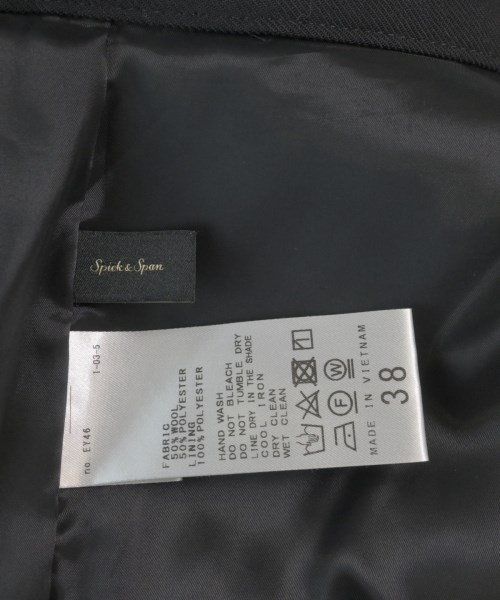 Spick & Span
1-03-5
no. EY46
FABRIC
50% WOOL
50% POLYESTER
LINING
100% POLYESTER
HAND WASH
DO NOT BLEACH
DO NOT TUMBLE DRY
LINE DRY IN THE SHADE
COOL IRON
DRY CLEAN
WET CLEAN
F
W
MADE IN VIETNAM
38